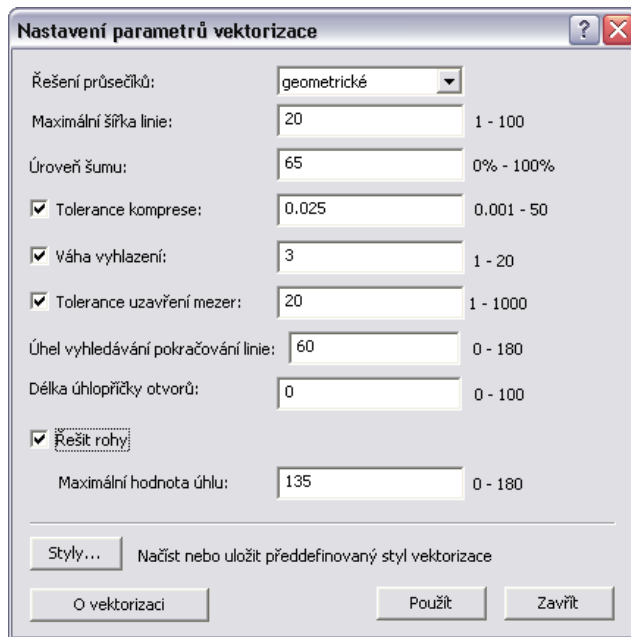 Nastavení parametrů vektorizace
Řešení průsečíků: geometrické
Maximální šířka linie: 20 1 - 100
Úroveň šumu: 65 0% - 100%
Tolerance komprese: 0.025 0.001 - 50
Váha vyhlazení: 3 1 - 20
Tolerance uzavření mezer: 20 1 - 1000
Úhel vyhledávání pokračování linie: 60 0 - 180
Délka úhlopříčky otvorů: 0 0 - 100
Řešit rohy
Maximální hodnota úhlu: 135 0 - 180
Styly... Načíst nebo uložit předdefinovaný styl vektorizace
O vektorizaci Použít Zavřít